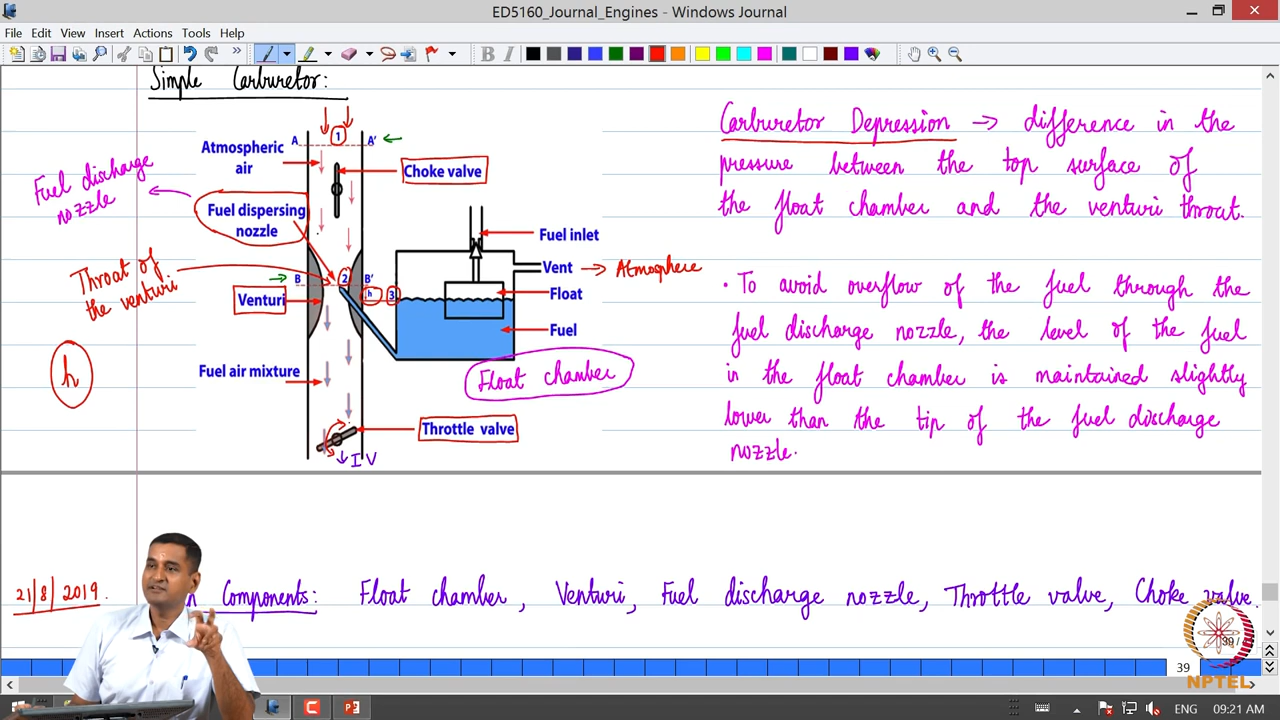 ED5160_Journal_Engines - Windows Journal
File Edit View Insert Actions Tools Help
B I
Simple Carburetor:
1
A A'
Atmospheric
air
Choke valve
Fuel discharge
nozzle
Fuel dispersing
nozzle
Fuel inlet
Throat of
the venturi
B 2 B'
Vent → Atmosphere
Venturi
h 3
Float
Fuel
h
Fuel air mixture
Float chamber
Throttle valve
IV
Carburetor Depression → difference in the
pressure between the top surface of
the float chamber and the venturi throat.
· To avoid overflow of the fuel through the
fuel discharge nozzle, the level of the fuel
in the float chamber is maintained slightly
lower than the tip of the fuel discharge
nozzle.
21/8/2019.
Components: Float chamber, Venturi, Fuel discharge nozzle, Throttle valve, Choke valve.
NPTEL
39
ENG 09:21 AM